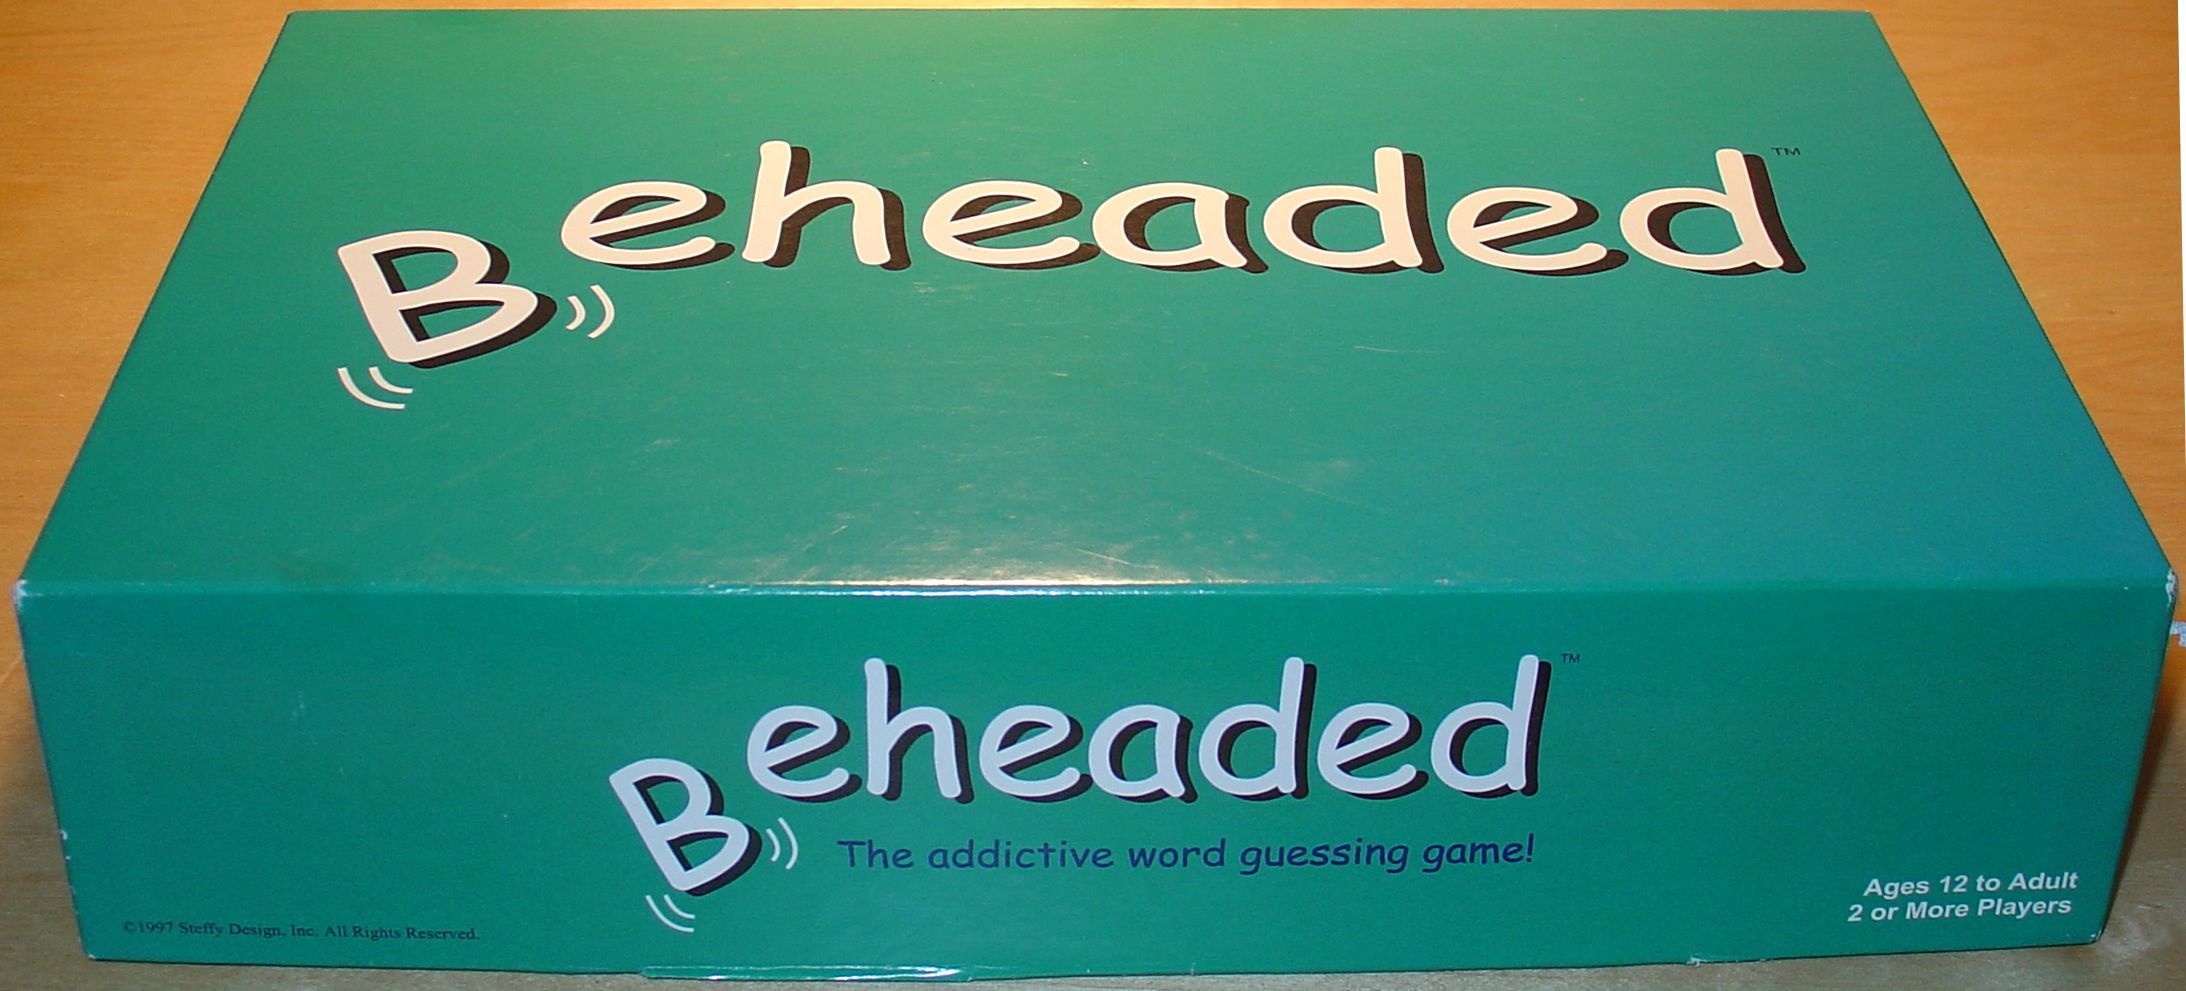 Beheaded™
Beheaded™
The addictive word guessing game!
Ages 12 to Adult
2 or More Players
©1997 Steffy Design, Inc. All Rights Reserved.